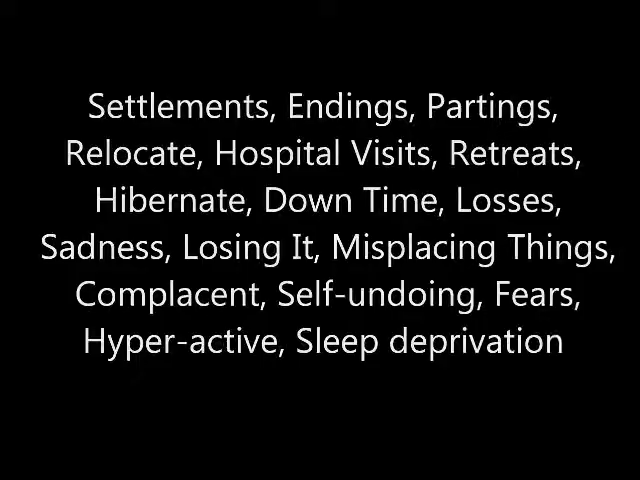 Settlements, Endings, Partings,
Relocate, Hospital Visits, Retreats,
Hibernate, Down Time, Losses,
Sadness, Losing It, Misplacing Things,
Complacent, Self-undoing, Fears,
Hyper-active, Sleep deprivation